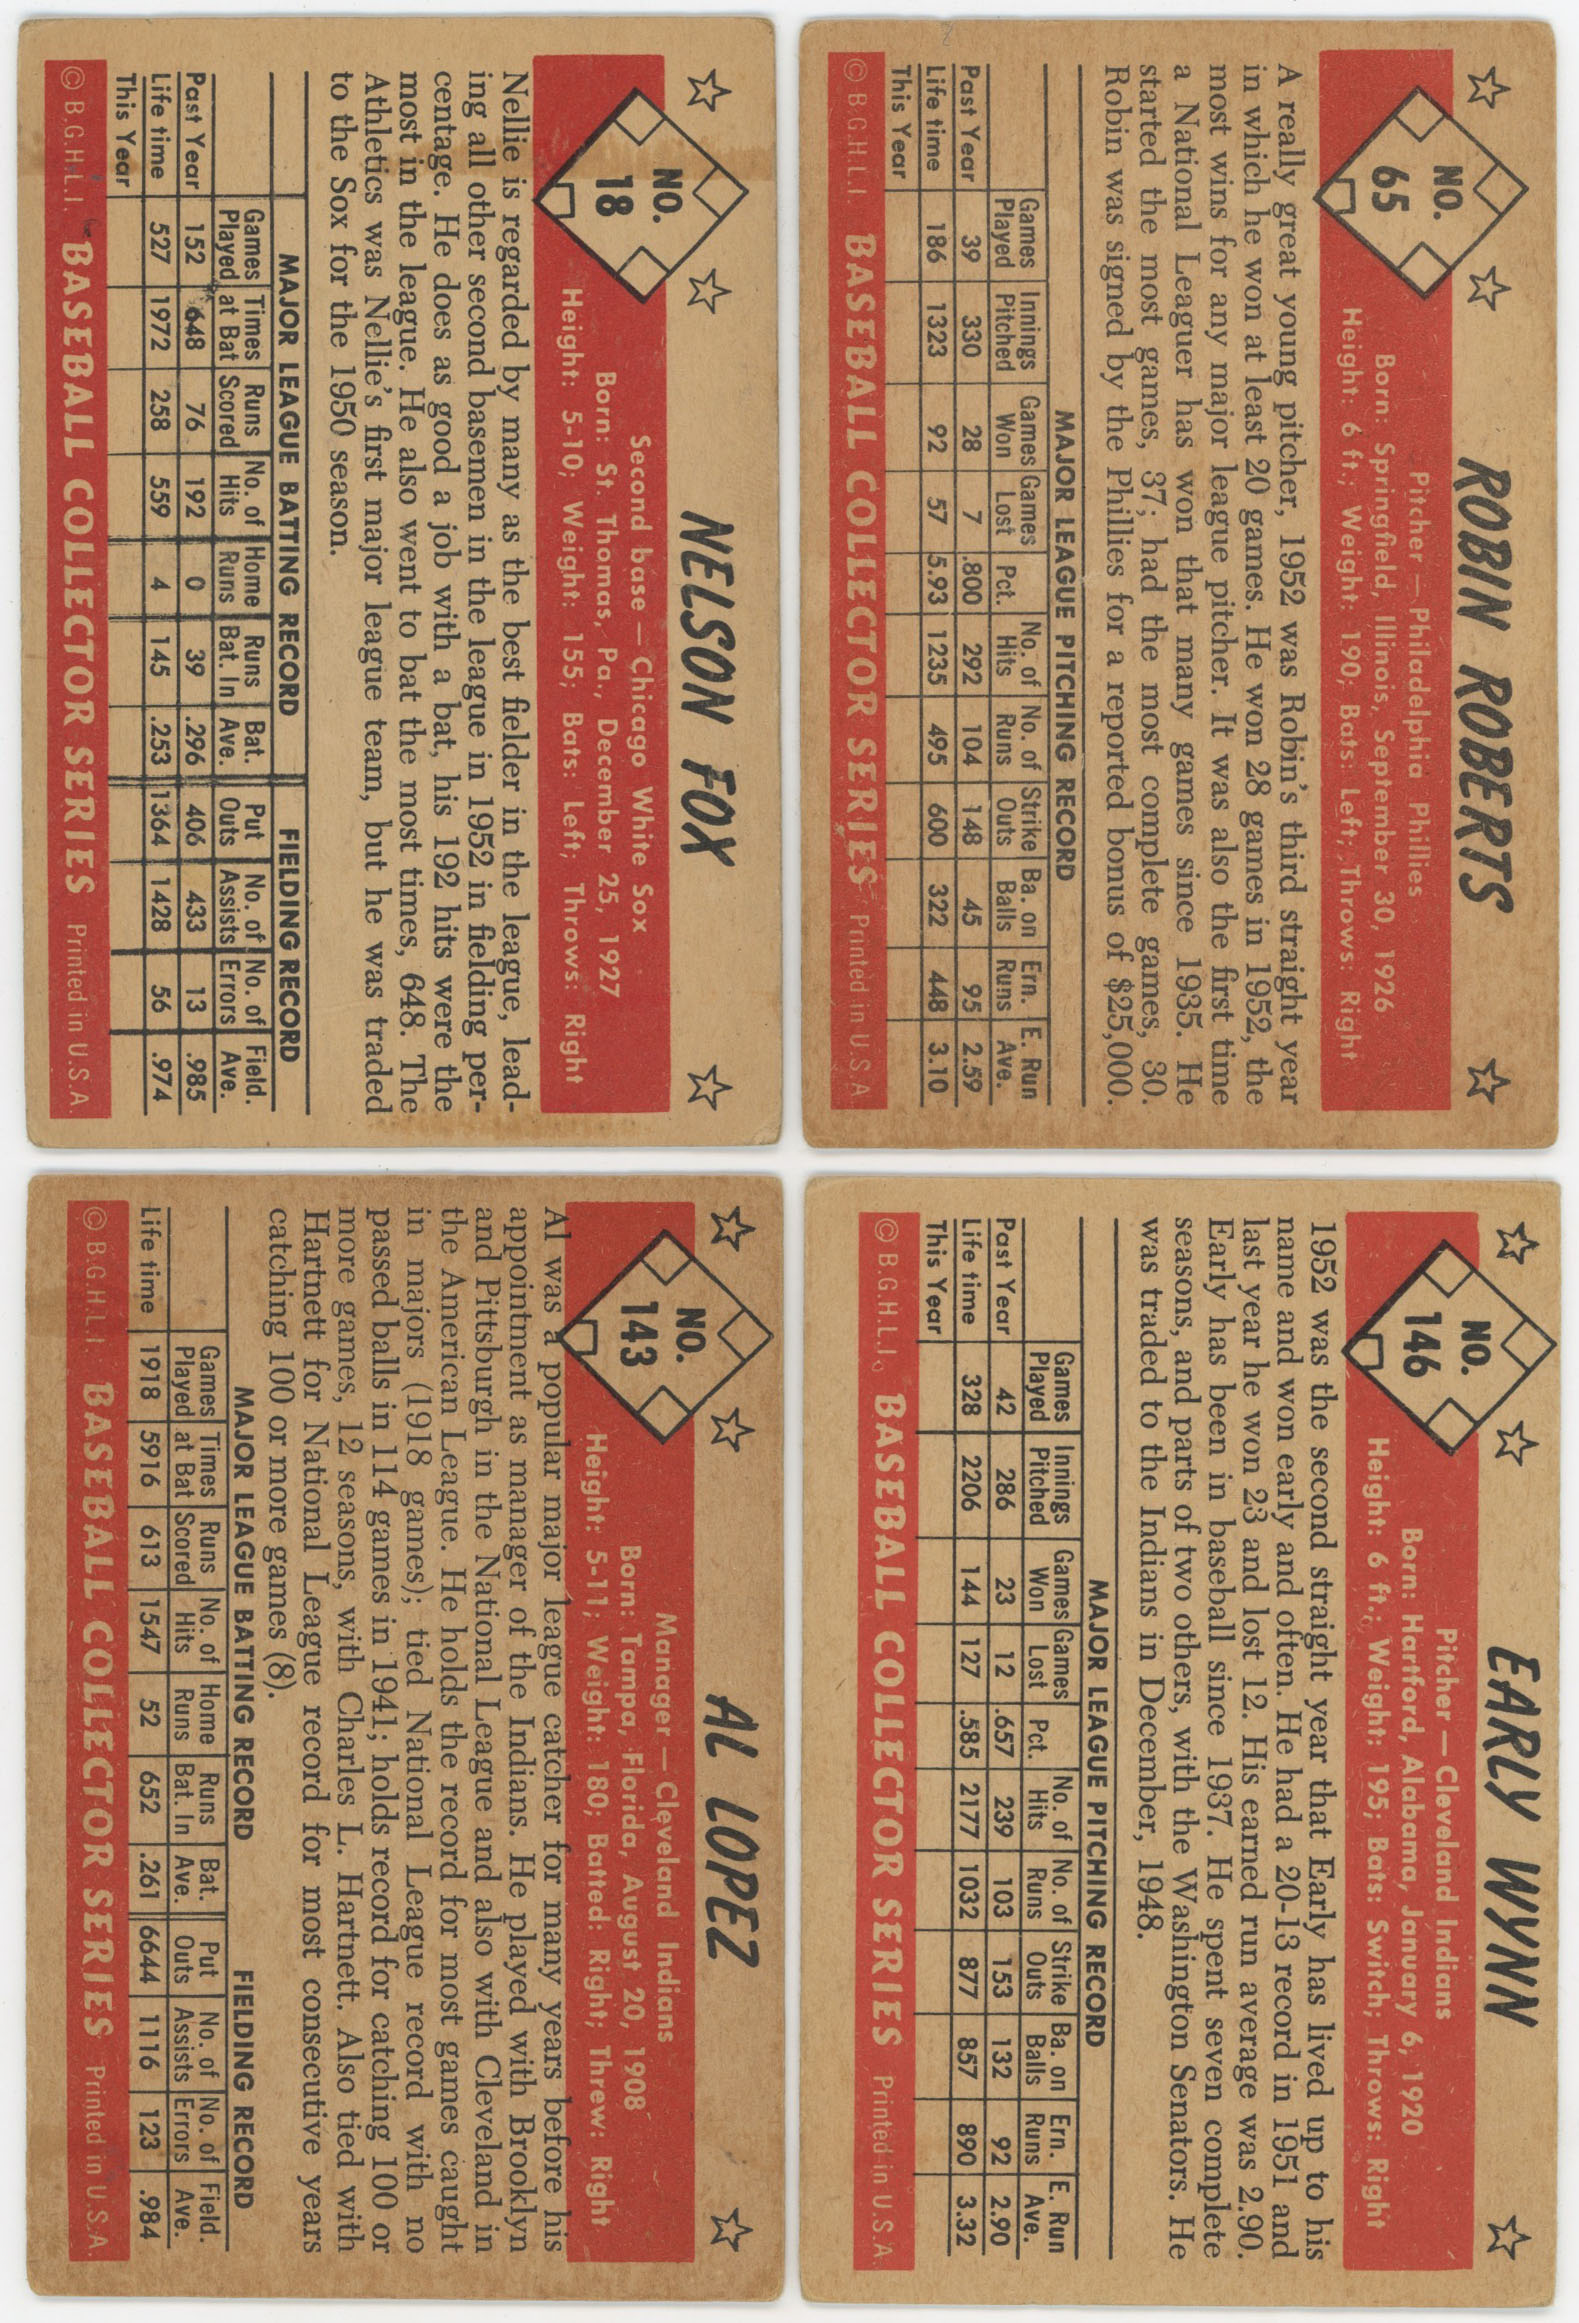 ROBIN ROBERTS
NO.
65
Pitcher — Philadelphia Phillies
Born: Springfield, Illinois, September 30, 1926
Height: 6 ft.; Weight: 190; Bats: Left; Throws: Right
A really great young pitcher, 1952 was Robin's third straight year
in which he won at least 20 games. He won 28 games in 1952, the
most wins for any major league pitcher. It was also the first time
a National Leaguer has won that many games since 1935. He
started the most games, 37; had the most complete games, 30.
Robin was signed by the Phillies for a reported bonus of $25,000.
MAJOR LEAGUE PITCHING RECORD
Games Played Innings Pitched Games Won Games Lost Pct. No. of Hits No. of Runs Strike Outs Ba. on Balls Ern. Runs E. Run Ave.
Past Year 39 330 28 7 .800 292 104 148 45 95 2.59
Life time 186 1323 92 57 5.93 1235 495 600 322 448 3.10
This Year
© B.G.H.L.I. BASEBALL COLLECTOR SERIES Printed in U.S.A.
EARLY WYNN
NO.
146
Pitcher — Cleveland Indians
Born: Hartford, Alabama, January 6, 1920
Height: 6 ft.; Weight: 195; Bats: Switch; Throws: Right
1952 was the second straight year that Early has lived up to his
name and won early and often. He had a 20-13 record in 1951 and
last year he won 23 and lost 12. His earned run average was 2.90.
Early has been in baseball since 1937. He spent seven complete
seasons, and parts of two others, with the Washington Senators. He
was traded to the Indians in December, 1948.
MAJOR LEAGUE PITCHING RECORD
Games Played Innings Pitched Games Won Games Lost Pct. No. of Hits No. of Runs Strike Outs Ba. on Balls Ern. Runs E. Run Ave.
Past Year 42 286 23 12 .657 239 103 153 132 92 2.90
Life time 328 2206 144 127 .585 2177 1032 877 857 890 3.32
This Year
© B.G.H.L.I. BASEBALL COLLECTOR SERIES Printed in U.S.A.
NELSON FOX
NO.
18
Second base — Chicago White Sox
Born: St. Thomas, Pa., December 25, 1927
Height: 5-10; Weight: 155; Bats: Left; Throws: Right
Nellie is regarded by many as the best fielder in the league, lead-
ing all other second basemen in the league in 1952 in fielding per-
centage. He does as good a job with a bat, his 192 hits were the
most in the league. He also went to bat the most times, 648. The
Athletics was Nellie's first major league team, but he was traded
to the Sox for the 1950 season.
MAJOR LEAGUE BATTING RECORD FIELDING RECORD
Games Played Times at Bat Runs Scored No. of Hits Home Runs Runs Bat. In Bat. Ave. Put Outs No. of Assists No. of Errors Field. Ave.
Past Year 152 648 76 192 0 39 .296 406 433 13 .985
Life time 527 1972 258 559 4 145 .253 1364 1428 56 .974
This Year
© B.G.H.L.I. BASEBALL COLLECTOR SERIES Printed in U.S.A.
AL LOPEZ
NO.
143
Manager — Cleveland Indians
Born: Tampa, Florida, August 20, 1908
Height: 5-11; Weight: 180; Batted: Right; Threw: Right
Al was a popular major league catcher for many years before his
appointment as manager of the Indians. He played with Brooklyn
and Pittsburgh in the National League and also with Cleveland in
the American League. He holds the record for most games caught
in majors (1918 games); tied National League record with no
passed balls in 114 games in 1941; holds record for catching 100 or
more games, 12 seasons, with Charles L. Hartnett. Also tied with
Hartnett for National League record for most consecutive years
catching 100 or more games (8).
MAJOR LEAGUE BATTING RECORD FIELDING RECORD
Games Played Times at Bat Runs Scored No. of Hits Home Runs Runs Bat. In Bat. Ave. Put Outs No. of Assists No. of Errors Field. Ave.
Life time 1918 5916 613 1547 52 652 .261 6644 1116 123 .984
© B.G.H.L.I. BASEBALL COLLECTOR SERIES Printed in U.S.A.